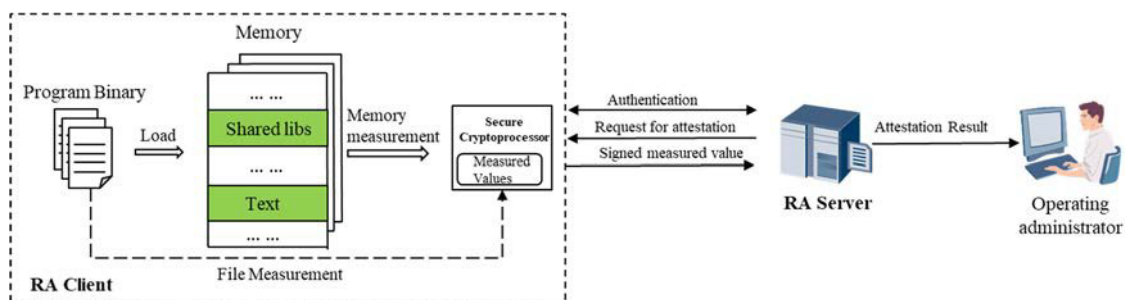 Memory
Program Binary
... ...
Load
Shared libs
Memory
measurement
... ...
Text
... ...
Secure
Cryptoprocessor
Measured
Values
File Measurement
RA Client
Authentication
Request for attestation
Signed measured value
RA Server
Attestation Result
Operating
administrator